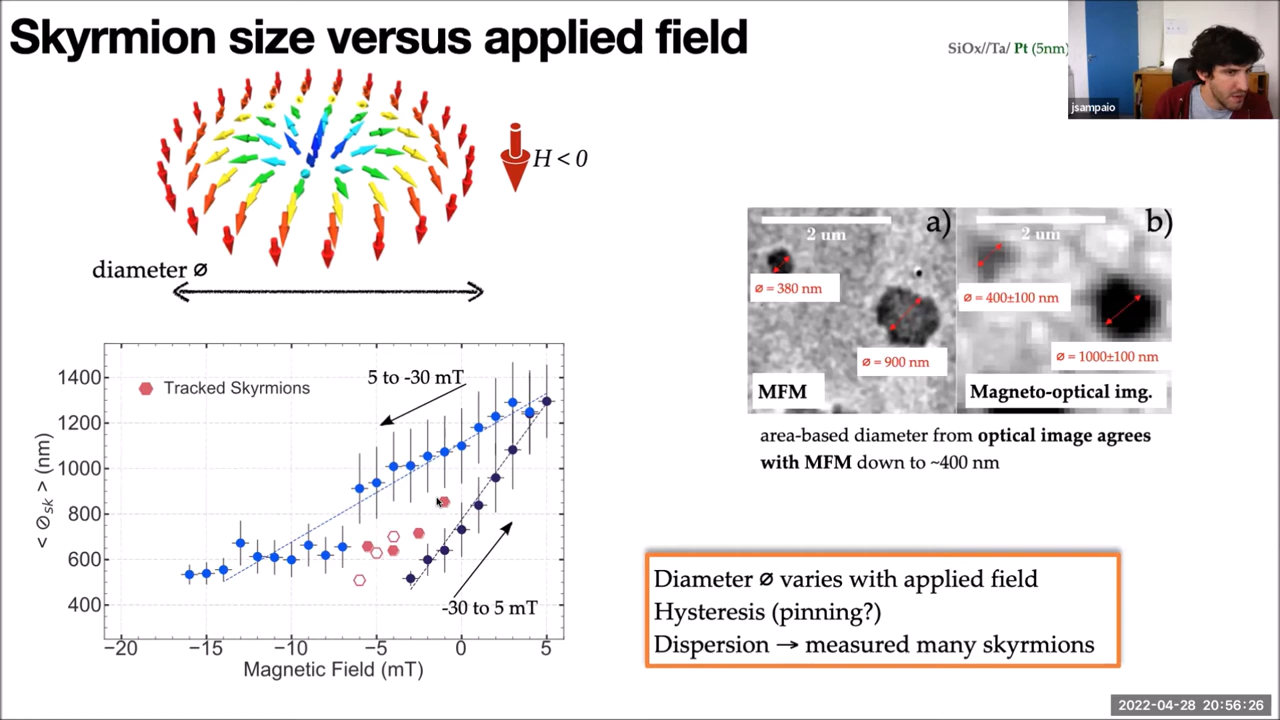 Skyrmion size versus applied field
SiOx//Ta/ Pt (5nm)
jsampaio
H < 0
diameter ⌀
a)
2 um
⌀ = 380 nm
⌀ = 900 nm
MFM
b)
2 um
⌀ = 400±100 nm
⌀ = 1000±100 nm
Magneto-optical img.
area-based diameter from optical image agrees
with MFM down to ~400 nm
Tracked Skyrmions
5 to -30 mT
-30 to 5 mT
< ⌀sk > (nm)
1400
1200
1000
800
600
400
−20 −15 −10 −5 0 5
Magnetic Field (mT)
Diameter ⌀ varies with applied field
Hysteresis (pinning?)
Dispersion → measured many skyrmions
2022-04-28 20:56:26